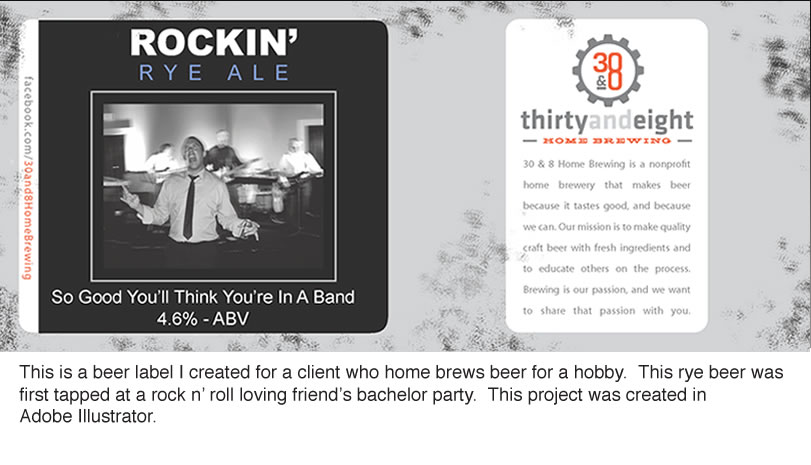 ROCKIN'
RYE ALE
facebook.com/30and8HomeBrewing
So Good You'll Think You're In A Band
4.6% - ABV
30
&
8
thirtyandeight
HOME BREWING
30 & 8 Home Brewing is a nonprofit
home brewery that makes beer
because it tastes good, and because
we can. Our mission is to make quality
craft beer with fresh ingredients and
to educate others on the process.
Brewing is our passion, and we want
to share that passion with you.
This is a beer label I created for a client who home brews beer for a hobby.  This rye beer was
first tapped at a rock n' roll loving friend's bachelor party.  This project was created in
Adobe Illustrator.